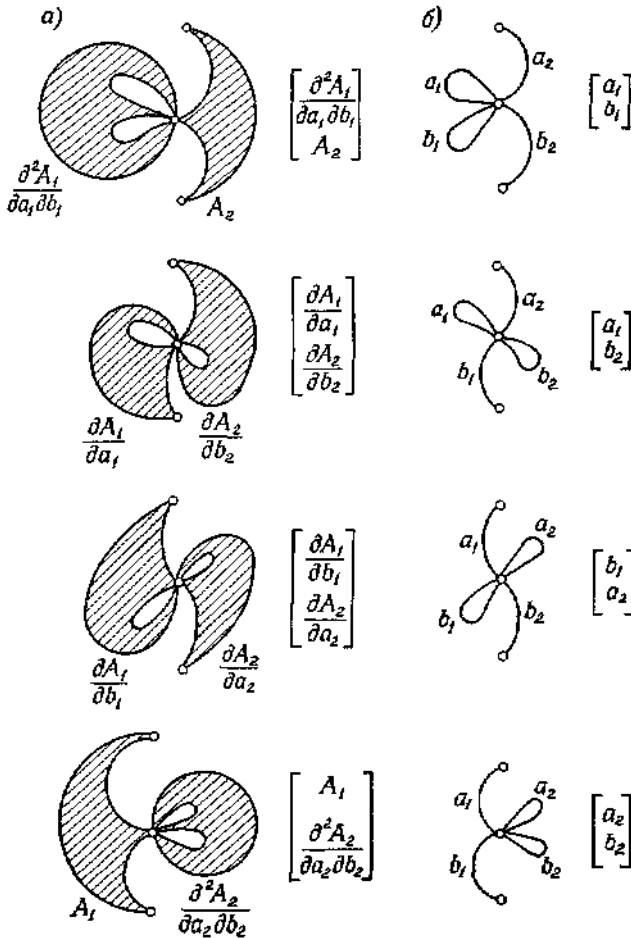 а) б)
∂²A₁/∂a₁∂b₁ A₂ [∂²A₁/∂a₁∂b₁ A₂] a₁ b₁ a₂ b₂ [a₁ b₁]
∂A₁/∂a₁ ∂A₂/∂b₂ [∂A₁/∂a₁ ∂A₂/∂b₂] a₁ a₂ b₁ b₂ [a₁ b₂]
∂A₁/∂b₁ ∂A₂/∂a₂ [∂A₁/∂b₁ ∂A₂/∂a₂] a₁ a₂ b₁ b₂ [b₁ a₂]
A₁ ∂²A₂/∂a₂∂b₂ [A₁ ∂²A₂/∂a₂∂b₂] a₁ a₂ b₁ b₂ [a₂ b₂]